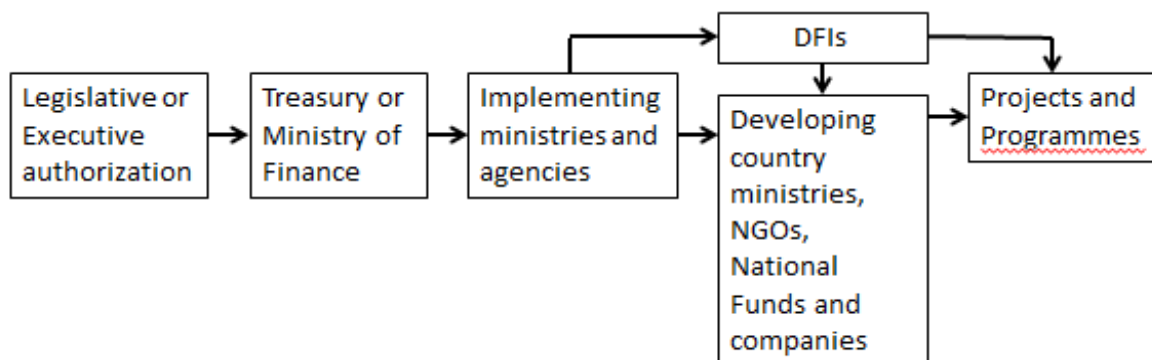 DFIs
Legislative or
Executive
authorization
Treasury or
Ministry of
Finance
Implementing
ministries and
agencies
Developing
country
ministries,
NGOs,
National
Funds and
companies
Projects and
Programmes